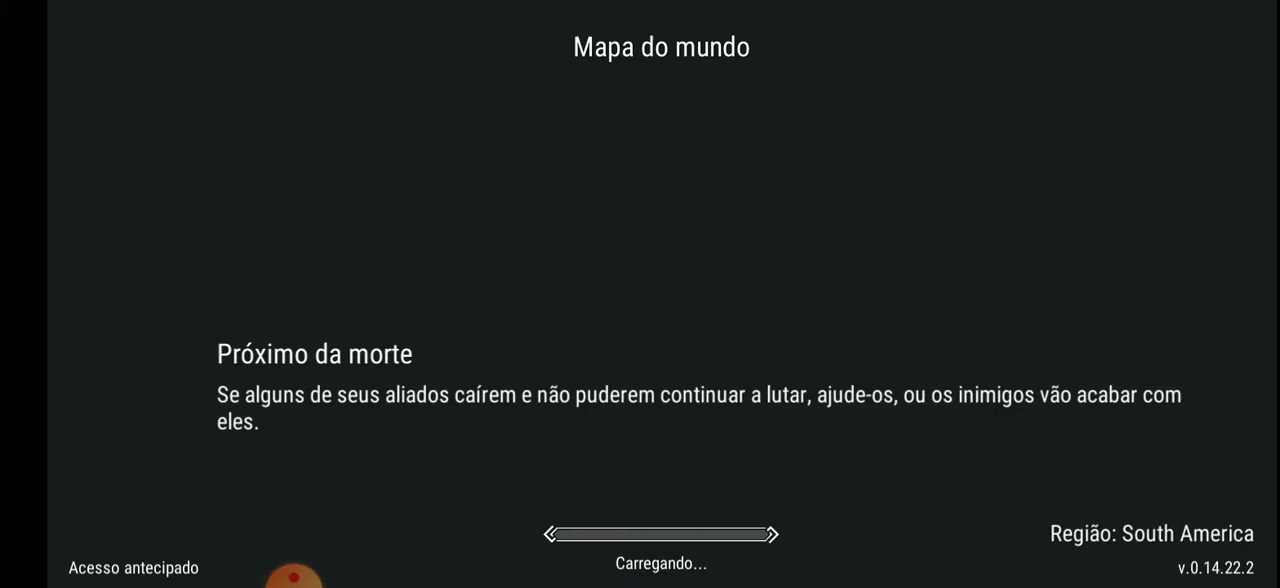 Mapa do mundo
Próximo da morte
Se alguns de seus aliados caírem e não puderem continuar a lutar, ajude-os, ou os inimigos vão acabar com
eles.
Região: South America
Carregando...
Acesso antecipado
v.0.14.22.2